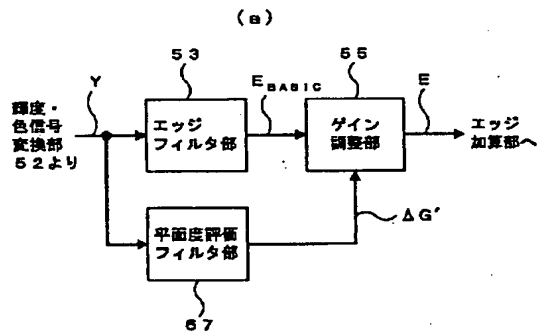 (a)
53
55
Y
E BASIC
E
輝度・
色信号
変換部
52より
エッジ
フィルタ部
ゲイン
調整部
エッジ
加算部へ
平面度評価
フィルタ部
ΔG'
67